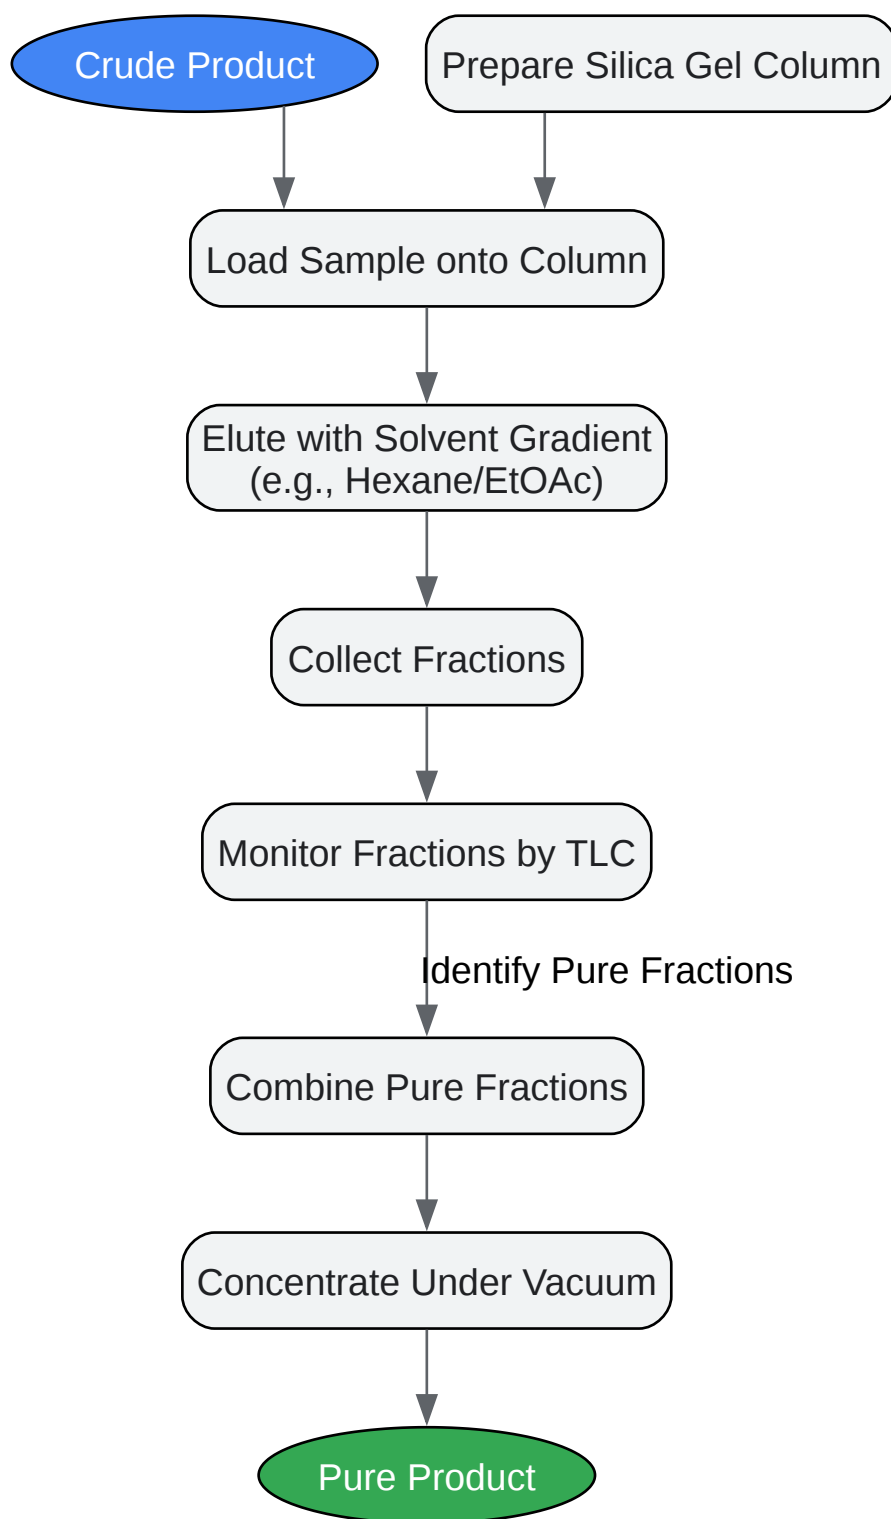 Crude Product
Prepare Silica Gel Column
Load Sample onto Column
Elute with Solvent Gradient
(e.g., Hexane/EtOAc)
Collect Fractions
Monitor Fractions by TLC
Identify Pure Fractions
Combine Pure Fractions
Concentrate Under Vacuum
Pure Product